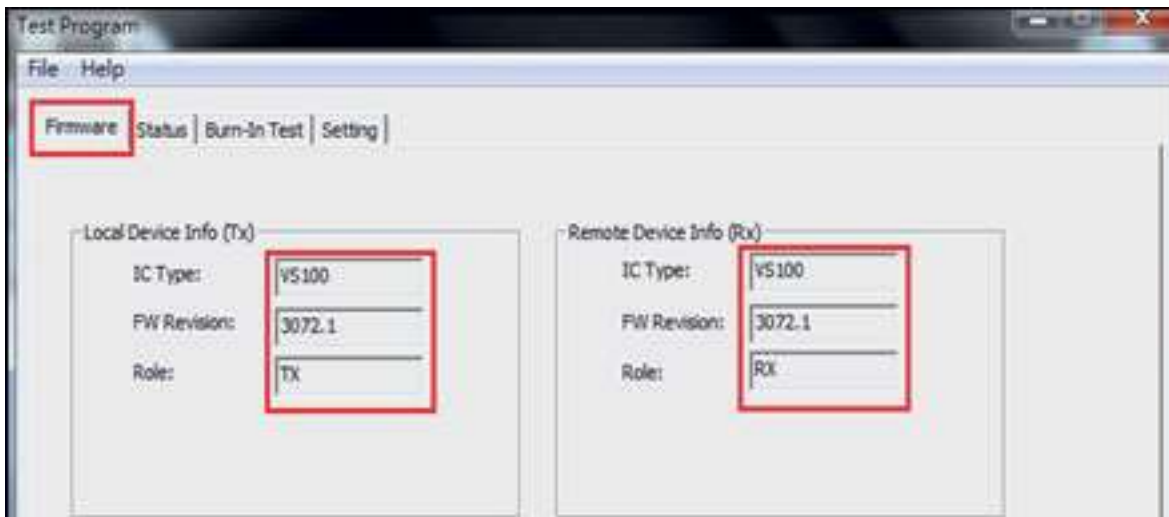 Test Program
File Help
Firmware Status Burn-In Test Setting
Local Device Info (Tx)
IC Type: VS100
FW Revision: 3072.1
Role: TX
Remote Device Info (Rx)
IC Type: VS100
FW Revision: 3072.1
Role: RX